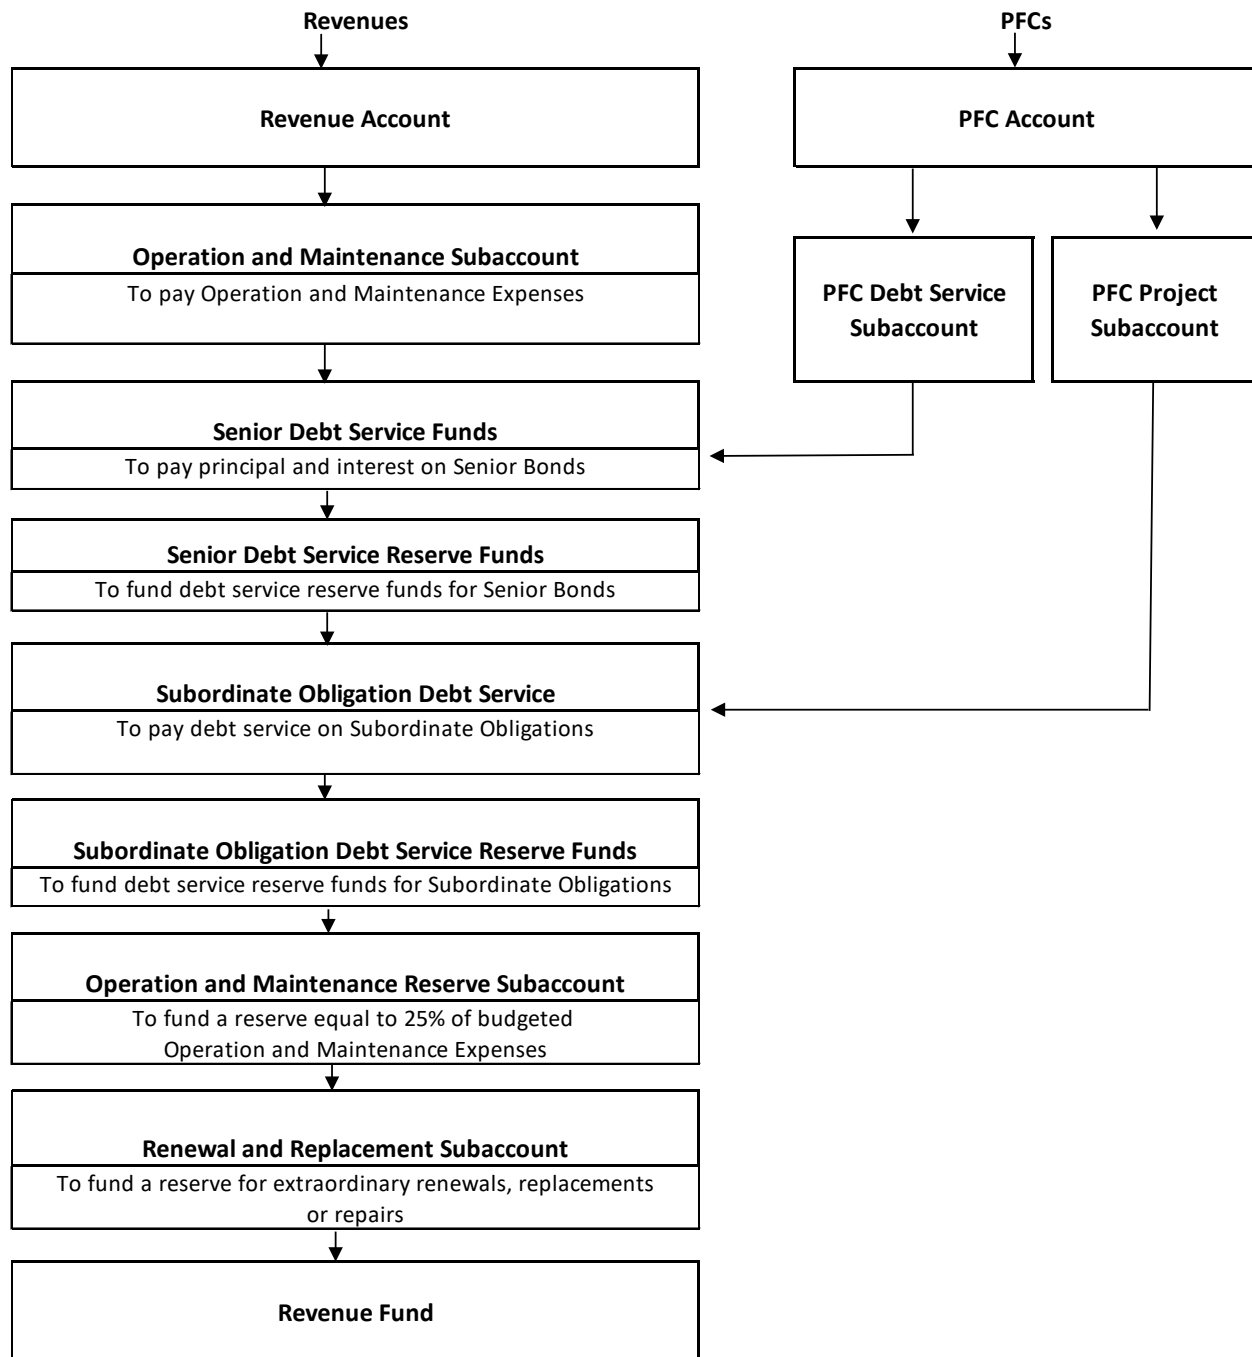 Revenues
PFCs
Revenue Account
PFC Account
Operation and Maintenance Subaccount
To pay Operation and Maintenance Expenses
PFC Debt Service
Subaccount
PFC Project
Subaccount
Senior Debt Service Funds
To pay principal and interest on Senior Bonds
Senior Debt Service Reserve Funds
To fund debt service reserve funds for Senior Bonds
Subordinate Obligation Debt Service
To pay debt service on Subordinate Obligations
Subordinate Obligation Debt Service Reserve Funds
To fund debt service reserve funds for Subordinate Obligations
Operation and Maintenance Reserve Subaccount
To fund a reserve equal to 25% of budgeted
Operation and Maintenance Expenses
Renewal and Replacement Subaccount
To fund a reserve for extraordinary renewals, replacements
or repairs
Revenue Fund